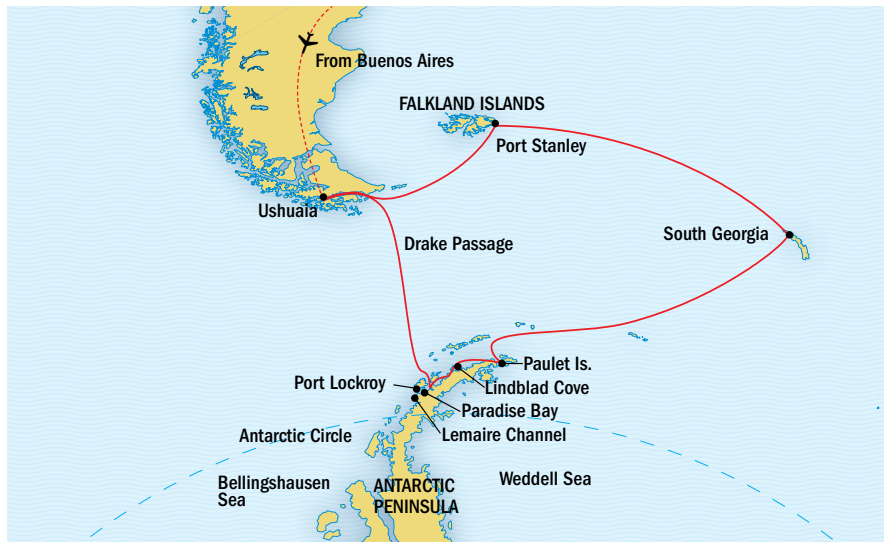 From Buenos Aires
FALKLAND ISLANDS
Port Stanley
Ushuaia
South Georgia
Drake Passage
Paulet Is.
Port Lockroy
Lindblad Cove
Paradise Bay
Antarctic Circle
Lemaire Channel
Bellingshausen
Sea
Weddell Sea
ANTARCTIC
PENINSULA